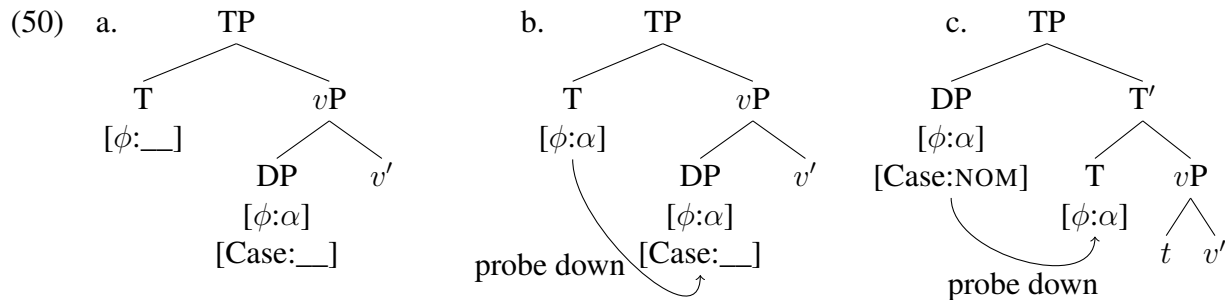 (50) a. TP b. TP c. TP
T vP T vP DP T′
[ϕ:__] [ϕ:α] [ϕ:α]
DP v′ DP v′ [Case:NOM] T vP
[ϕ:α] [ϕ:α] [ϕ:α]
[Case:__] probe down [Case:__] t v′
probe down